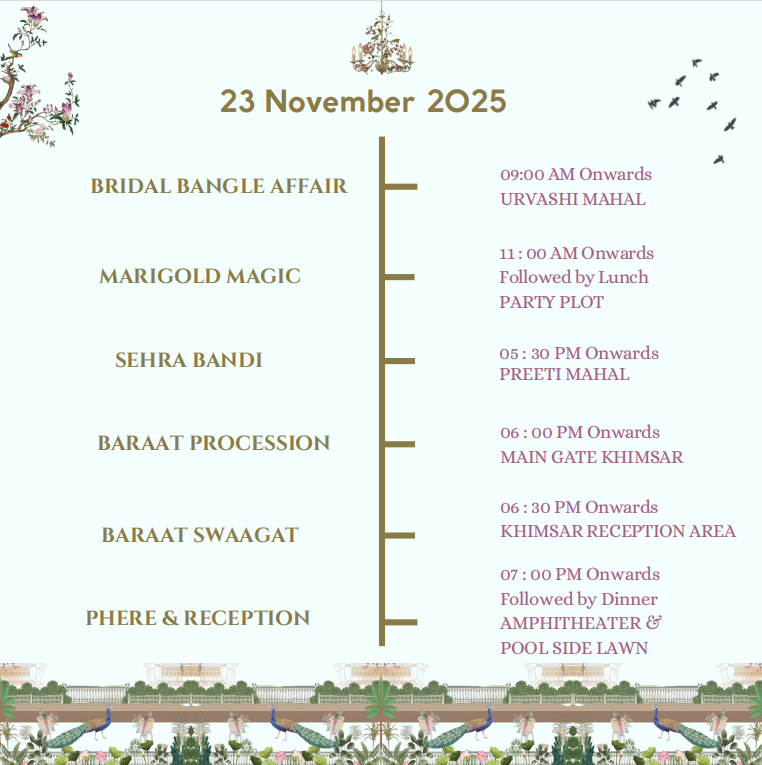 23 November 2025
BRIDAL BANGLE AFFAIR
09:00 AM Onwards
URVASHI MAHAL
MARIGOLD MAGIC
11 : 00 AM Onwards
Followed by Lunch
PARTY PLOT
SEHRA BANDI
05 : 30 PM Onwards
PREETI MAHAL
BARAAT PROCESSION
06 : 00 PM Onwards
MAIN GATE KHIMSAR
BARAAT SWAAGAT
06 : 30 PM Onwards
KHIMSAR RECEPTION AREA
PHERE & RECEPTION
07 : 00 PM Onwards
Followed by Dinner
AMPHITHEATER &
POOL SIDE LAWN